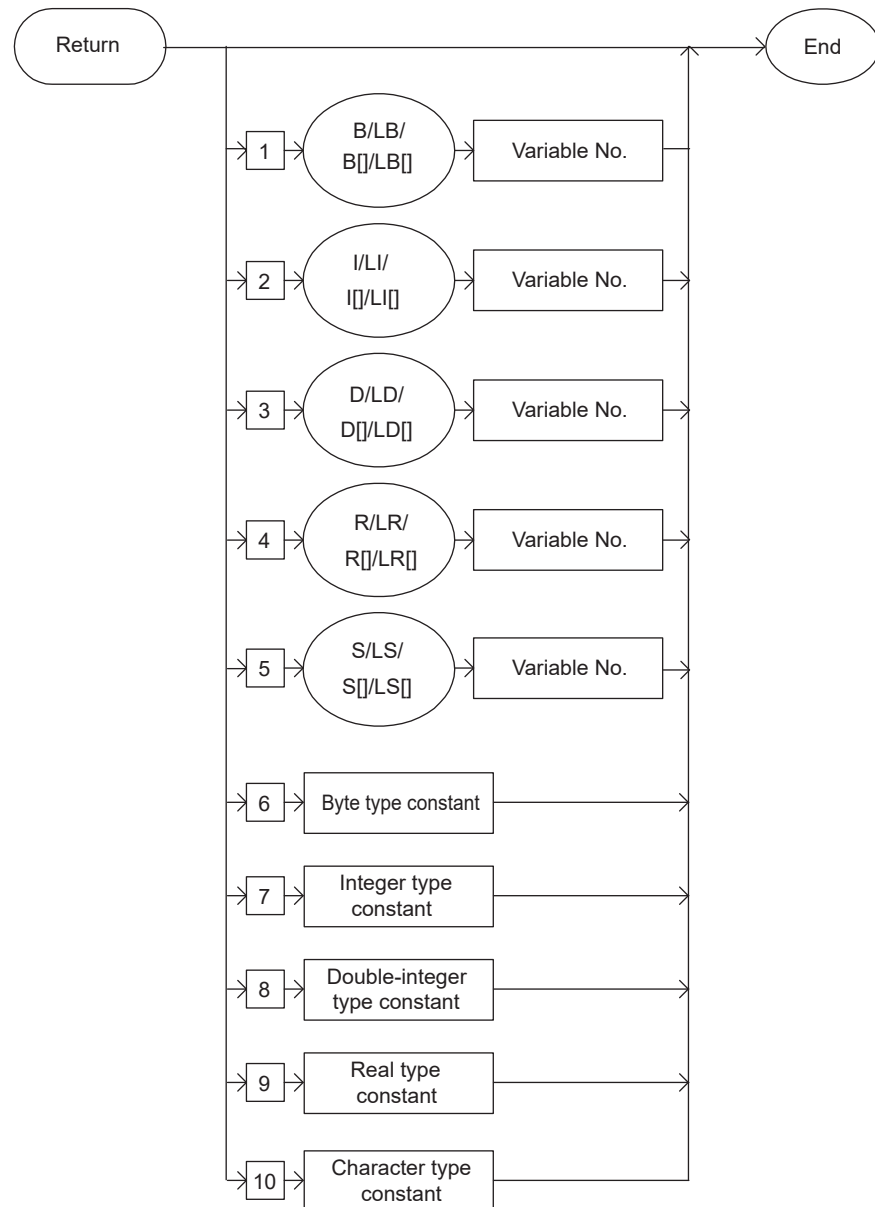 Return
End
1
B/LB/
B[]/LB[]
Variable No.
2
I/LI/
I[]/LI[]
Variable No.
3
D/LD/
D[]/LD[]
Variable No.
4
R/LR/
R[]/LR[]
Variable No.
5
S/LS/
S[]/LS[]
Variable No.
6
Byte type constant
7
Integer type
constant
8
Double-integer
type constant
9
Real type
constant
10
Character type
constant